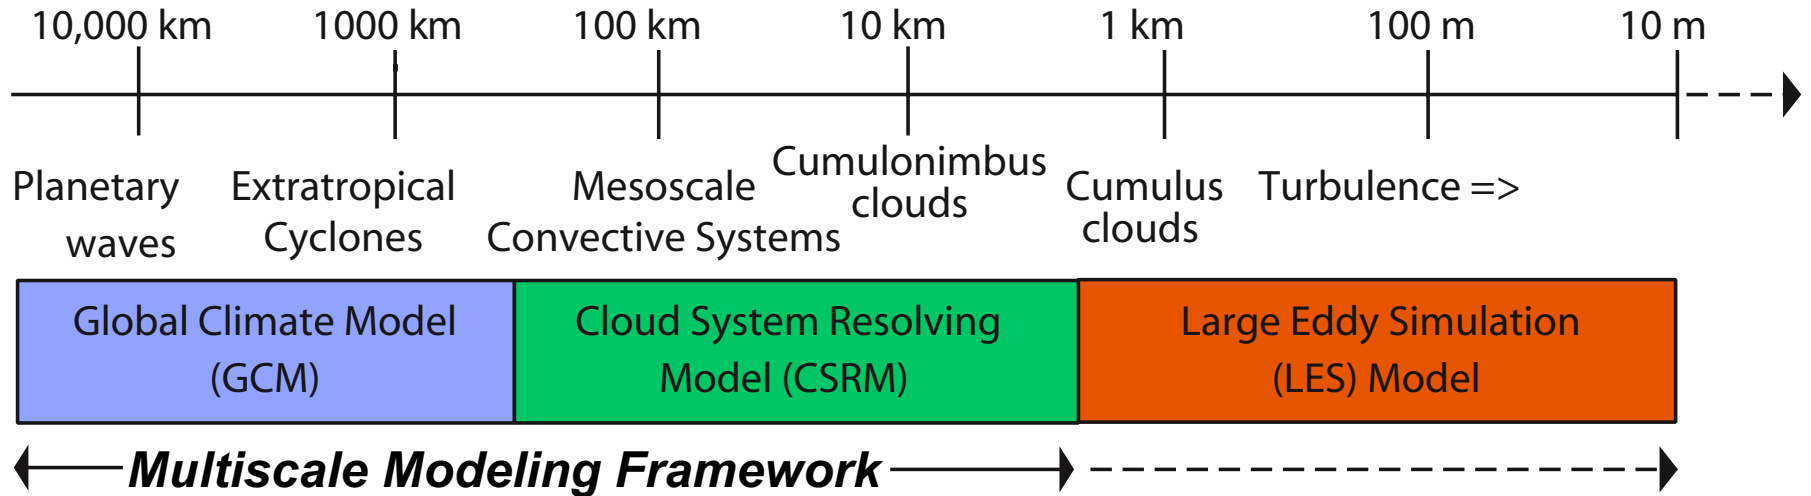 10,000 km 1000 km 100 km 10 km 1 km 100 m 10 m
Planetary
waves
Extratropical
Cyclones
Mesoscale
Convective Systems
Cumulonimbus
clouds
Cumulus
clouds
Turbulence =>
Global Climate Model
(GCM)
Cloud System Resolving
Model (CSRM)
Large Eddy Simulation
(LES) Model
Multiscale Modeling Framework